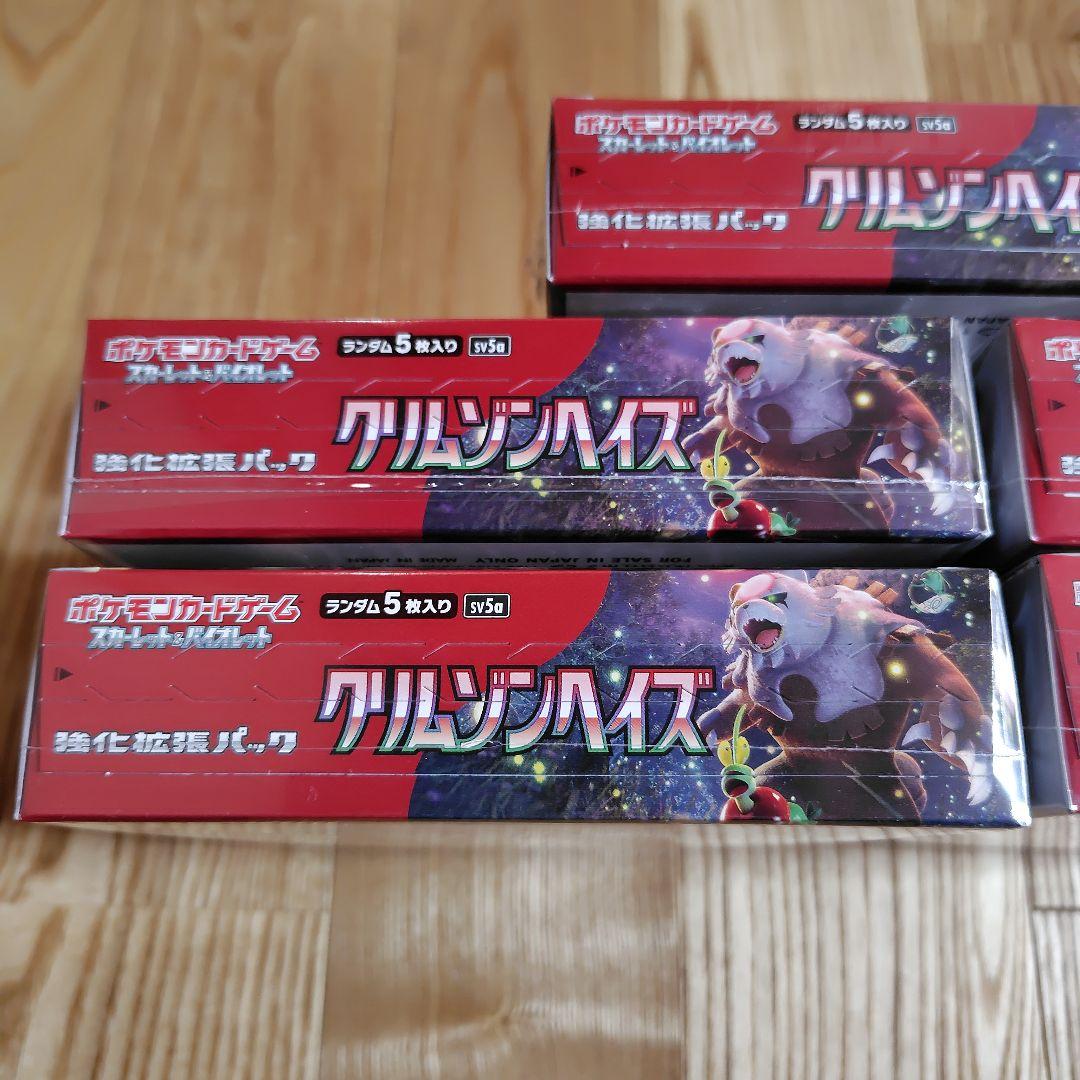 ポケモンカードゲーム ランダム5枚入り sv5a
スカーレット&バイオレット
クリムゾンヘイ
強化拡張パック
ポケモンカードゲーム ランダム5枚入り sv5a
スカーレット&バイオレット
クリムゾンヘイズ
強化拡張パック
FOR SALE IN JAPAN ONLY MADE IN JAPAN
ポケモンカードゲーム ランダム5枚入り sv5a
スカーレット&バイオレット
クリムゾンヘイズ
強化拡張パック
ポ
ス
強